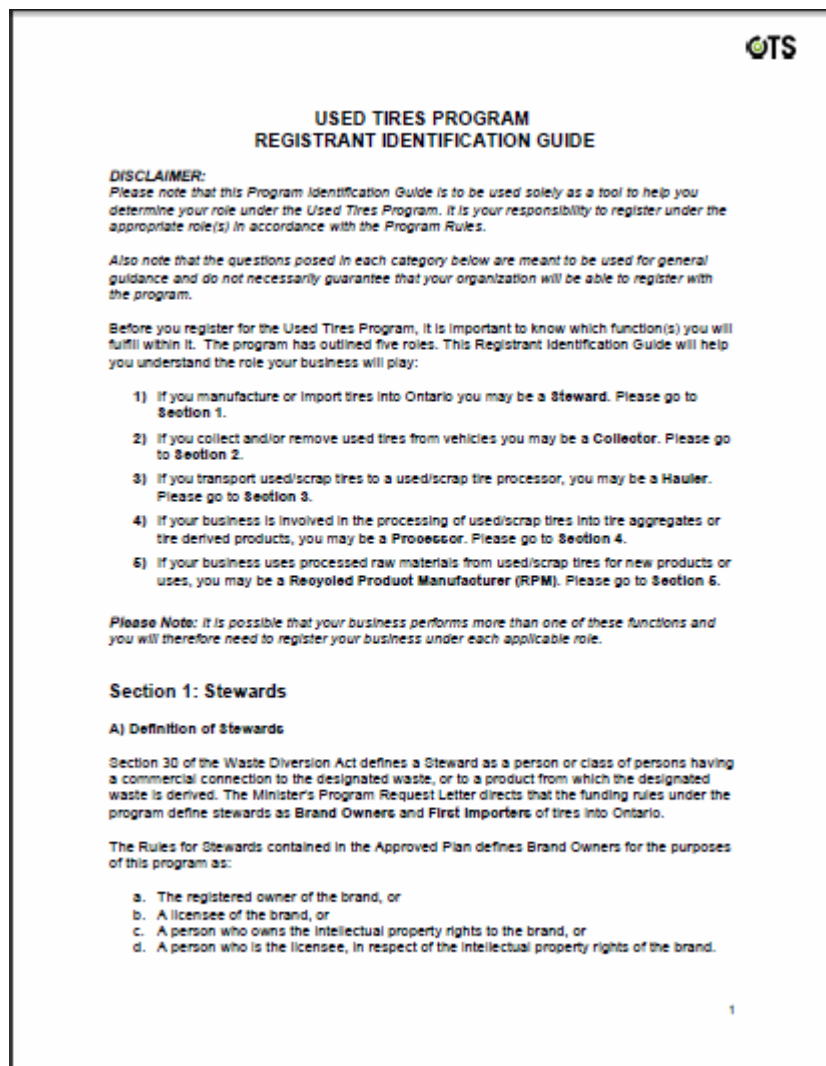 OTS
USED TIRES PROGRAM
REGISTRANT IDENTIFICATION GUIDE
DISCLAIMER:
Please note that this Program Identification Guide is to be used solely as a tool to help you
determine your role under the Used Tires Program. It is your responsibility to register under the
appropriate role(s) in accordance with the Program Rules.
Also note that the questions posed in each category below are meant to be used for general
guidance and do not necessarily guarantee that your organization will be able to register with
the program.
Before you register for the Used Tires Program, it is important to know which function(s) you will
fulfill within it. The program has outlined five roles. This Registrant Identification Guide will help
you understand the role your business will play:
1) If you manufacture or import tires into Ontario you may be a Steward. Please go to
Section 1.
2) If you collect and/or remove used tires from vehicles you may be a Collector. Please go
to Section 2.
3) If you transport used/scrap tires to a used/scrap tire processor, you may be a Hauler.
Please go to Section 3.
4) If your business is involved in the processing of used/scrap tires into tire aggregates or
tire derived products, you may be a Processor. Please go to Section 4.
5) If your business uses processed raw materials from used/scrap tires for new products or
uses, you may be a Recycled Product Manufacturer (RPM). Please go to Section 5.
Please Note: It is possible that your business performs more than one of these functions and
you will therefore need to register your business under each applicable role.
Section 1: Stewards
A) Definition of Stewards
Section 30 of the Waste Diversion Act defines a Steward as a person or class of persons having
a commercial connection to the designated waste, or to a product from which the designated
waste is derived. The Minister's Program Request Letter directs that the funding rules under the
program define stewards as Brand Owners and First Importers of tires into Ontario.
The Rules for Stewards contained in the Approved Plan defines Brand Owners for the purposes
of this program as:
a. The registered owner of the brand, or
b. A licensee of the brand, or
c. A person who owns the intellectual property rights to the brand, or
d. A person who is the licensee, in respect of the intellectual property rights of the brand.
1